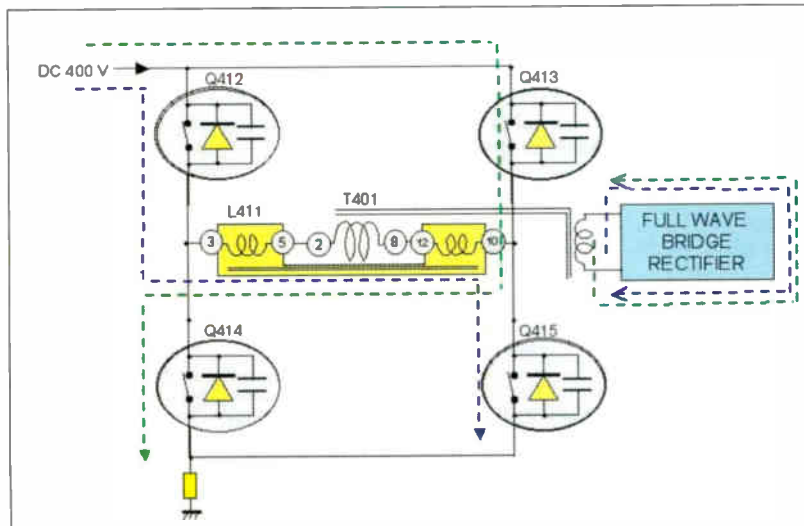 DC 400 V
Q412
Q413
L411
T401
3
5
2
8
12
10
FULL WAVE
BRIDGE
RECTIFIER
Q414
Q415